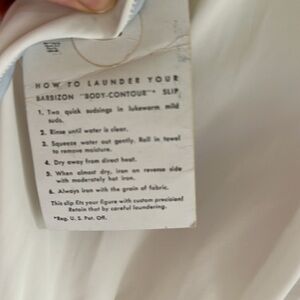 HOW TO LAUNDER YOUR
BARBIZON "BODY-CONTOUR"* SLIP
1. Two quick sudsings in lukewarm mild
suds.
2. Rinse until water is clear.
3. Squeeze water out gently. Roll in towel
to remove moisture.
4. Dry away from direct heat.
5. When almost dry, iron on reverse side
with moderately hot iron.
6. Always iron with the grain of fabric.
This slip fits your figure with custom precision!
Retain that by careful laundering.
*Reg. U. S. Pat. Off.